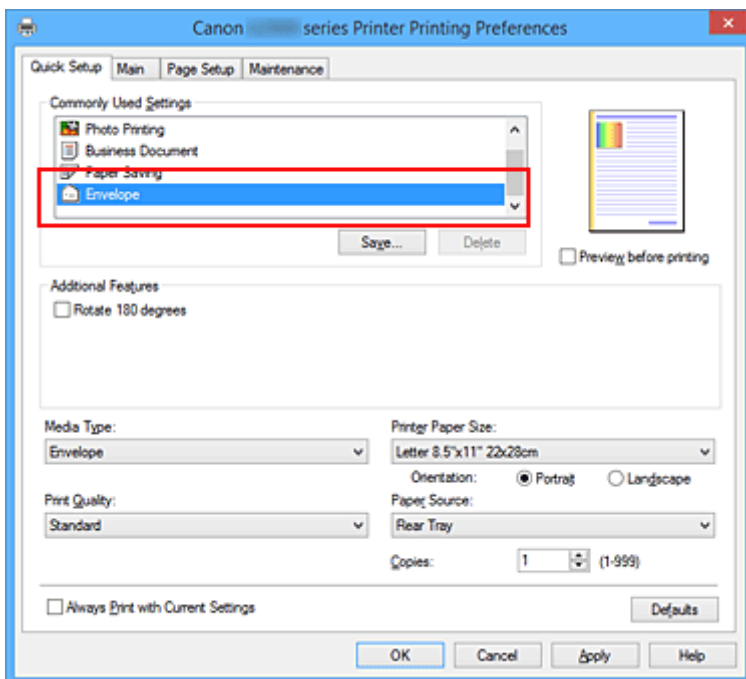 Canon series Printer Printing Preferences
Quick Setup Main Page Setup Maintenance
Commonly Used Settings
Photo Printing
Business Document
Paper Saving
Envelope
Save... Delete
Preview before printing
Additional Features
Rotate 180 degrees
Media Type: Printer Paper Size:
Envelope Letter 8.5"x11" 22x28cm
Orientation: Portrait Landscape
Print Quality: Paper Source:
Standard Rear Tray
Copies: 1 (1-999)
Always Print with Current Settings Defaults
OK Cancel Apply Help